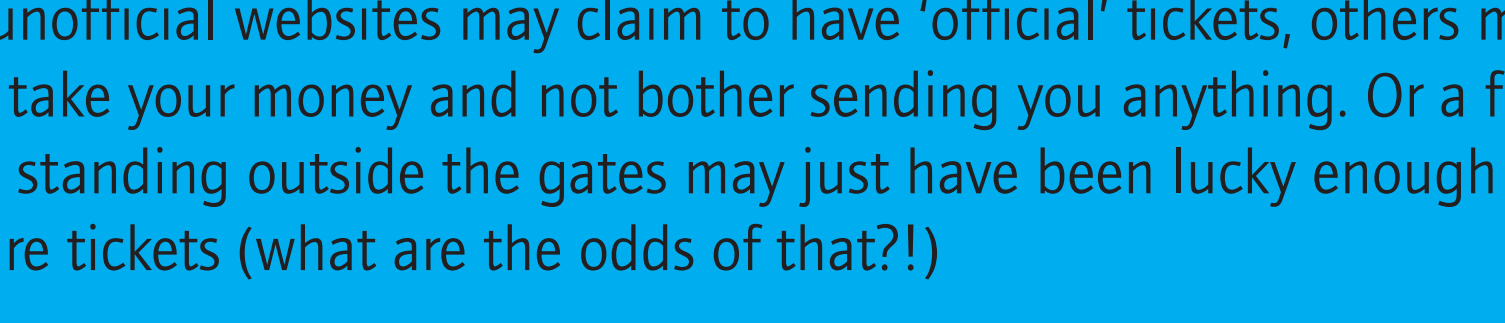 unofficial websites may claim to have ‘official’ tickets, others
take your money and not bother sending you anything. Or a
standing outside the gates may just have been lucky enough
tickets (what are the odds of that?!)